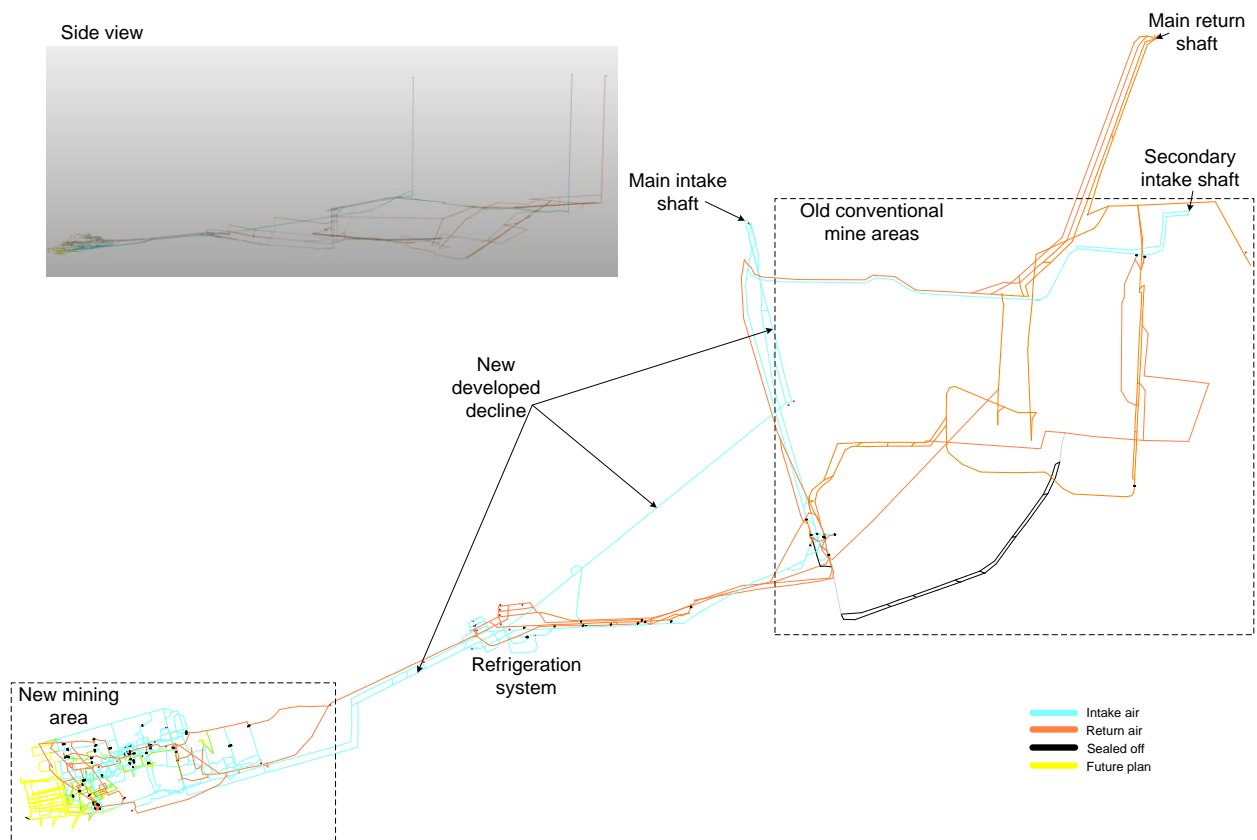 Side view
Main return
shaft
Secondary
intake shaft
Main intake
shaft
Old conventional
mine areas
New
developed
decline
Refrigeration
system
New mining
area
Intake air
Return air
Sealed off
Future plan